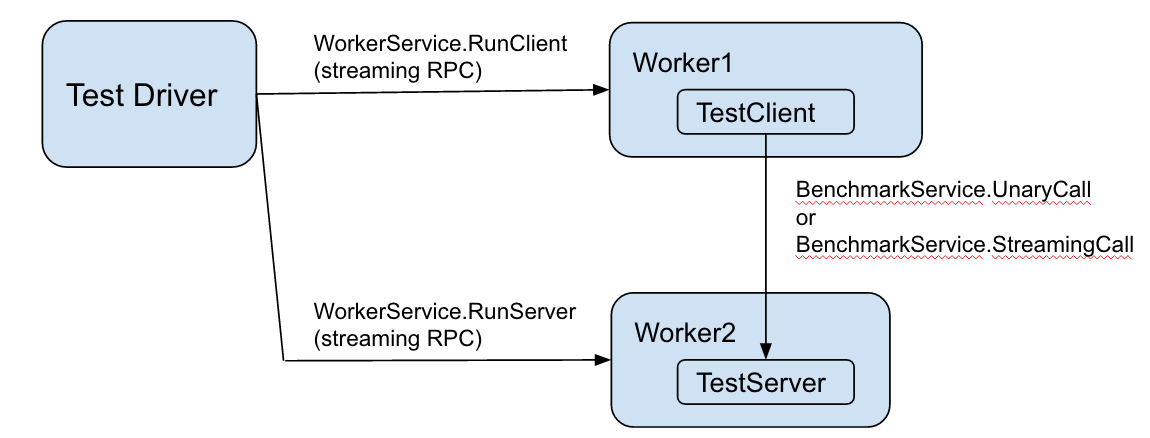 Test Driver
WorkerService.RunClient
(streaming RPC)
Worker1
TestClient
BenchmarkService.UnaryCall
or
BenchmarkService.StreamingCall
WorkerService.RunServer
(streaming RPC)
Worker2
TestServer